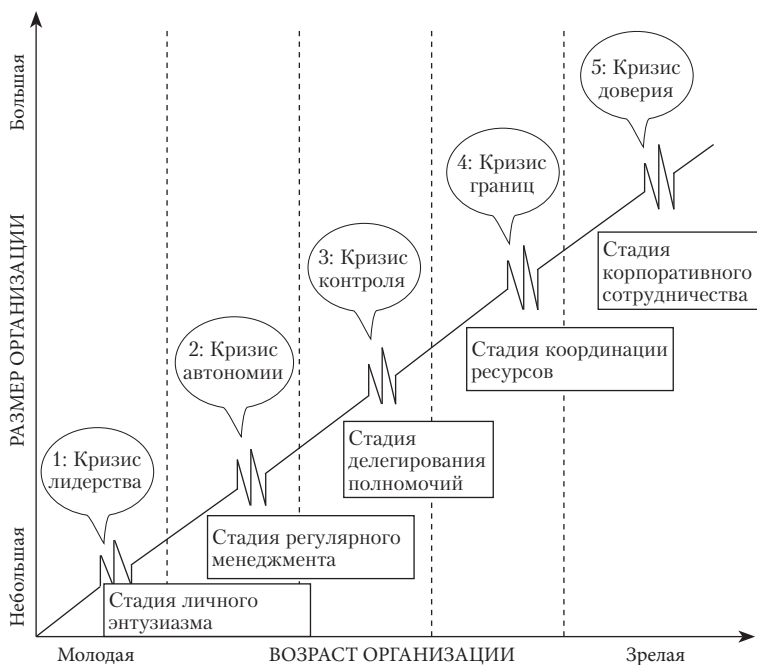 РАЗМЕР ОРГАНИЗАЦИИ
Большая
Небольшая
5: Кризис
доверия
4: Кризис
границ
3: Кризис
контроля
2: Кризис
автономии
1: Кризис
лидерства
Стадия
корпоративного
сотрудничества
Стадия координации
ресурсов
Стадия
делегирования
полномочий
Стадия регулярного
менеджмента
Стадия личного
энтузиазма
Молодая
ВОЗРАСТ ОРГАНИЗАЦИИ
Зрелая